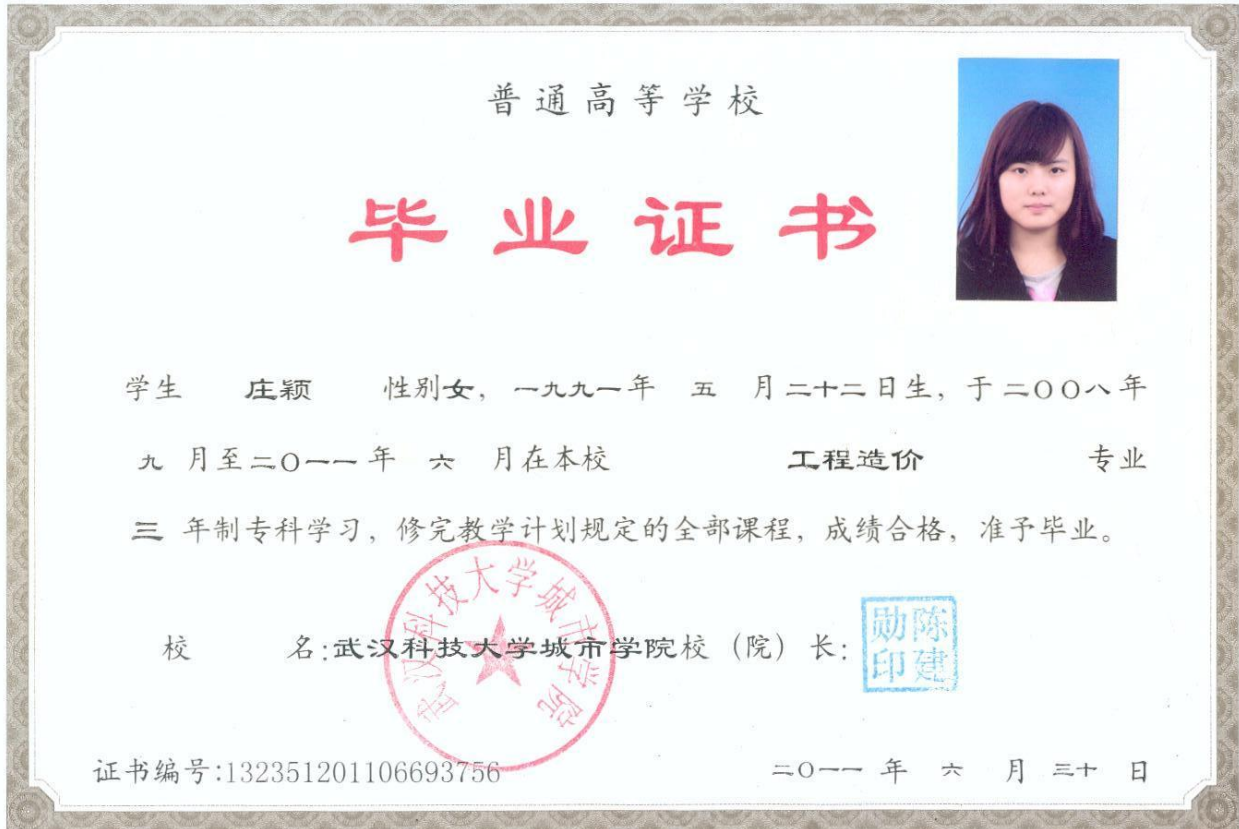 普通高等学校
毕业证书
学生 庄颖 性别女，一九九一年 五 月二十二日生，于二〇〇八年
九 月至二〇一一年 六 月在本校 工程造价 专业
三 年制专科学习，修完教学计划规定的全部课程，成绩合格，准予毕业。
武汉科技大学城市学院
校 名:武汉科技大学城市学院校（院）长:
陈建勋印
证书编号:132351201106693756
二〇一一 年 六 月 三十 日